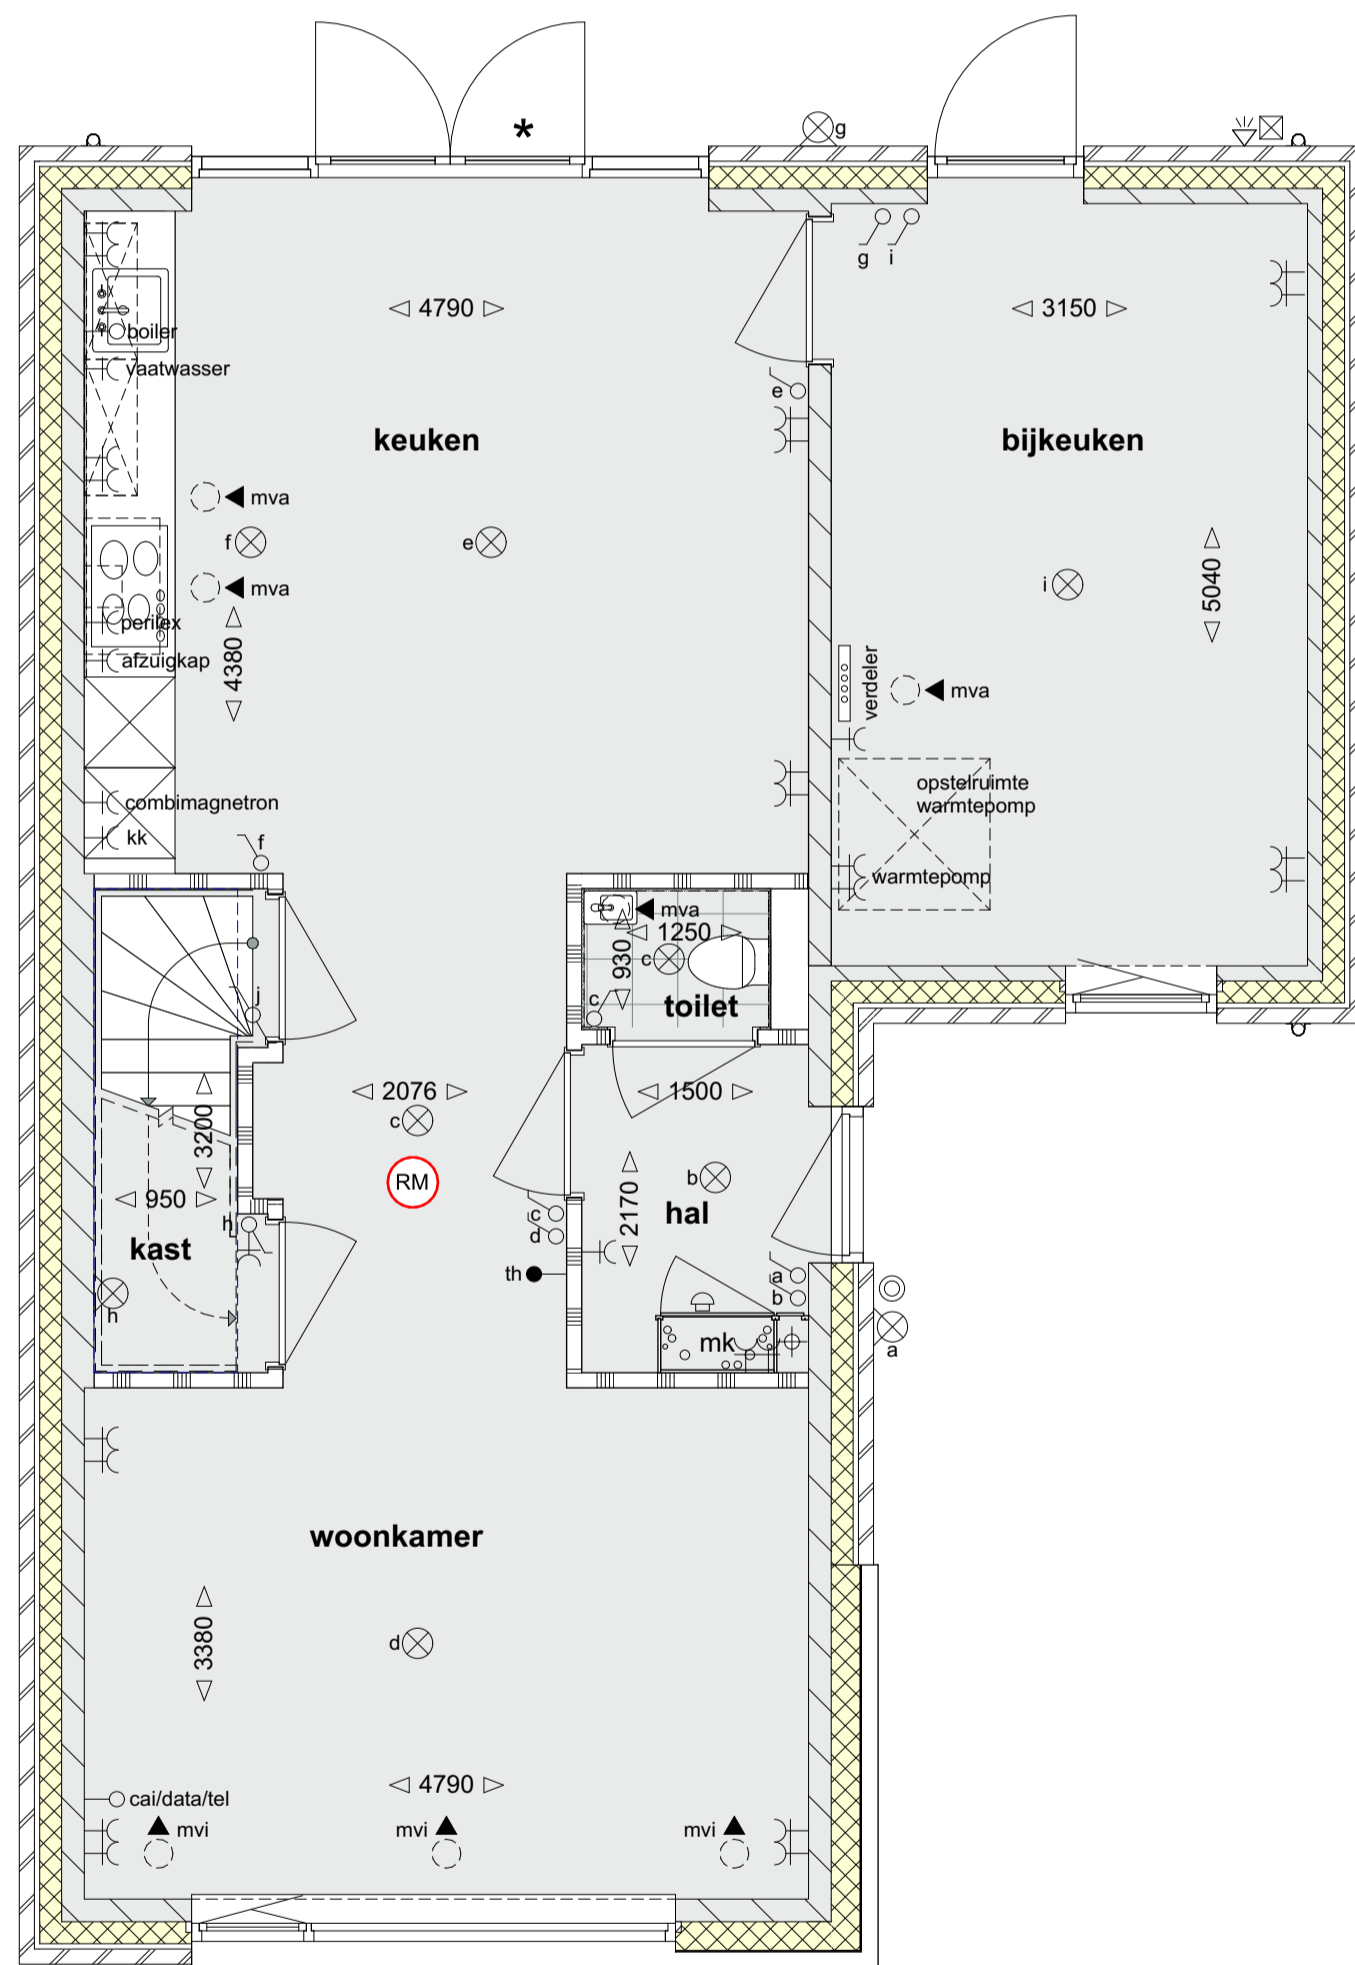 *
g
g
i
4790
3150
boiler
vaatwasser
e
keuken
bijkeuken
mva
f
e
mva
i
5040
perilex
4380
afzuigkap
verdeler
mva
combimagnetron
opstelruimte
warmtepomp
kk
f
warmtepomp
mva
1250
930
c
c
toilet
j
2076
1500
c
3200
RM
b
950
h
c
2170
hal
d
kast
th
a
h
b
mk
a
woonkamer
3380
d
4790
cai/data/tel
mvi
mvi
mvi